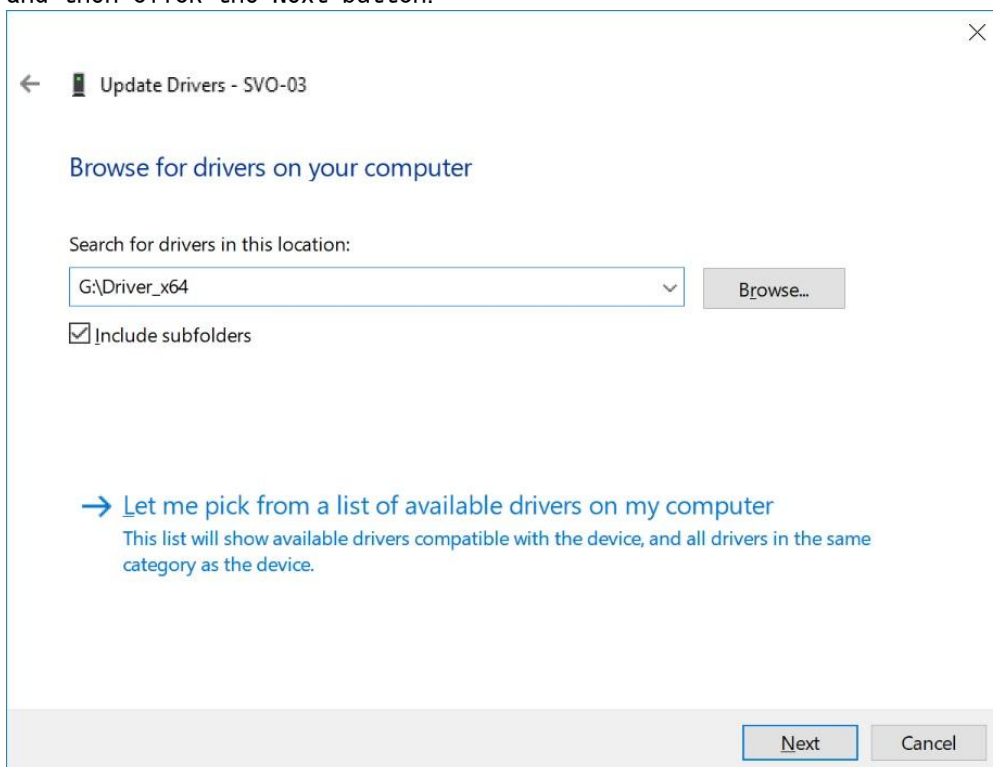 Update Drivers - SVO-03
Browse for drivers on your computer
Search for drivers in this location:
G:\Driver_x64
Browse...
Include subfolders
Let me pick from a list of available drivers on my computer
This list will show available drivers compatible with the device, and all drivers in the same
category as the device.
Next
Cancel